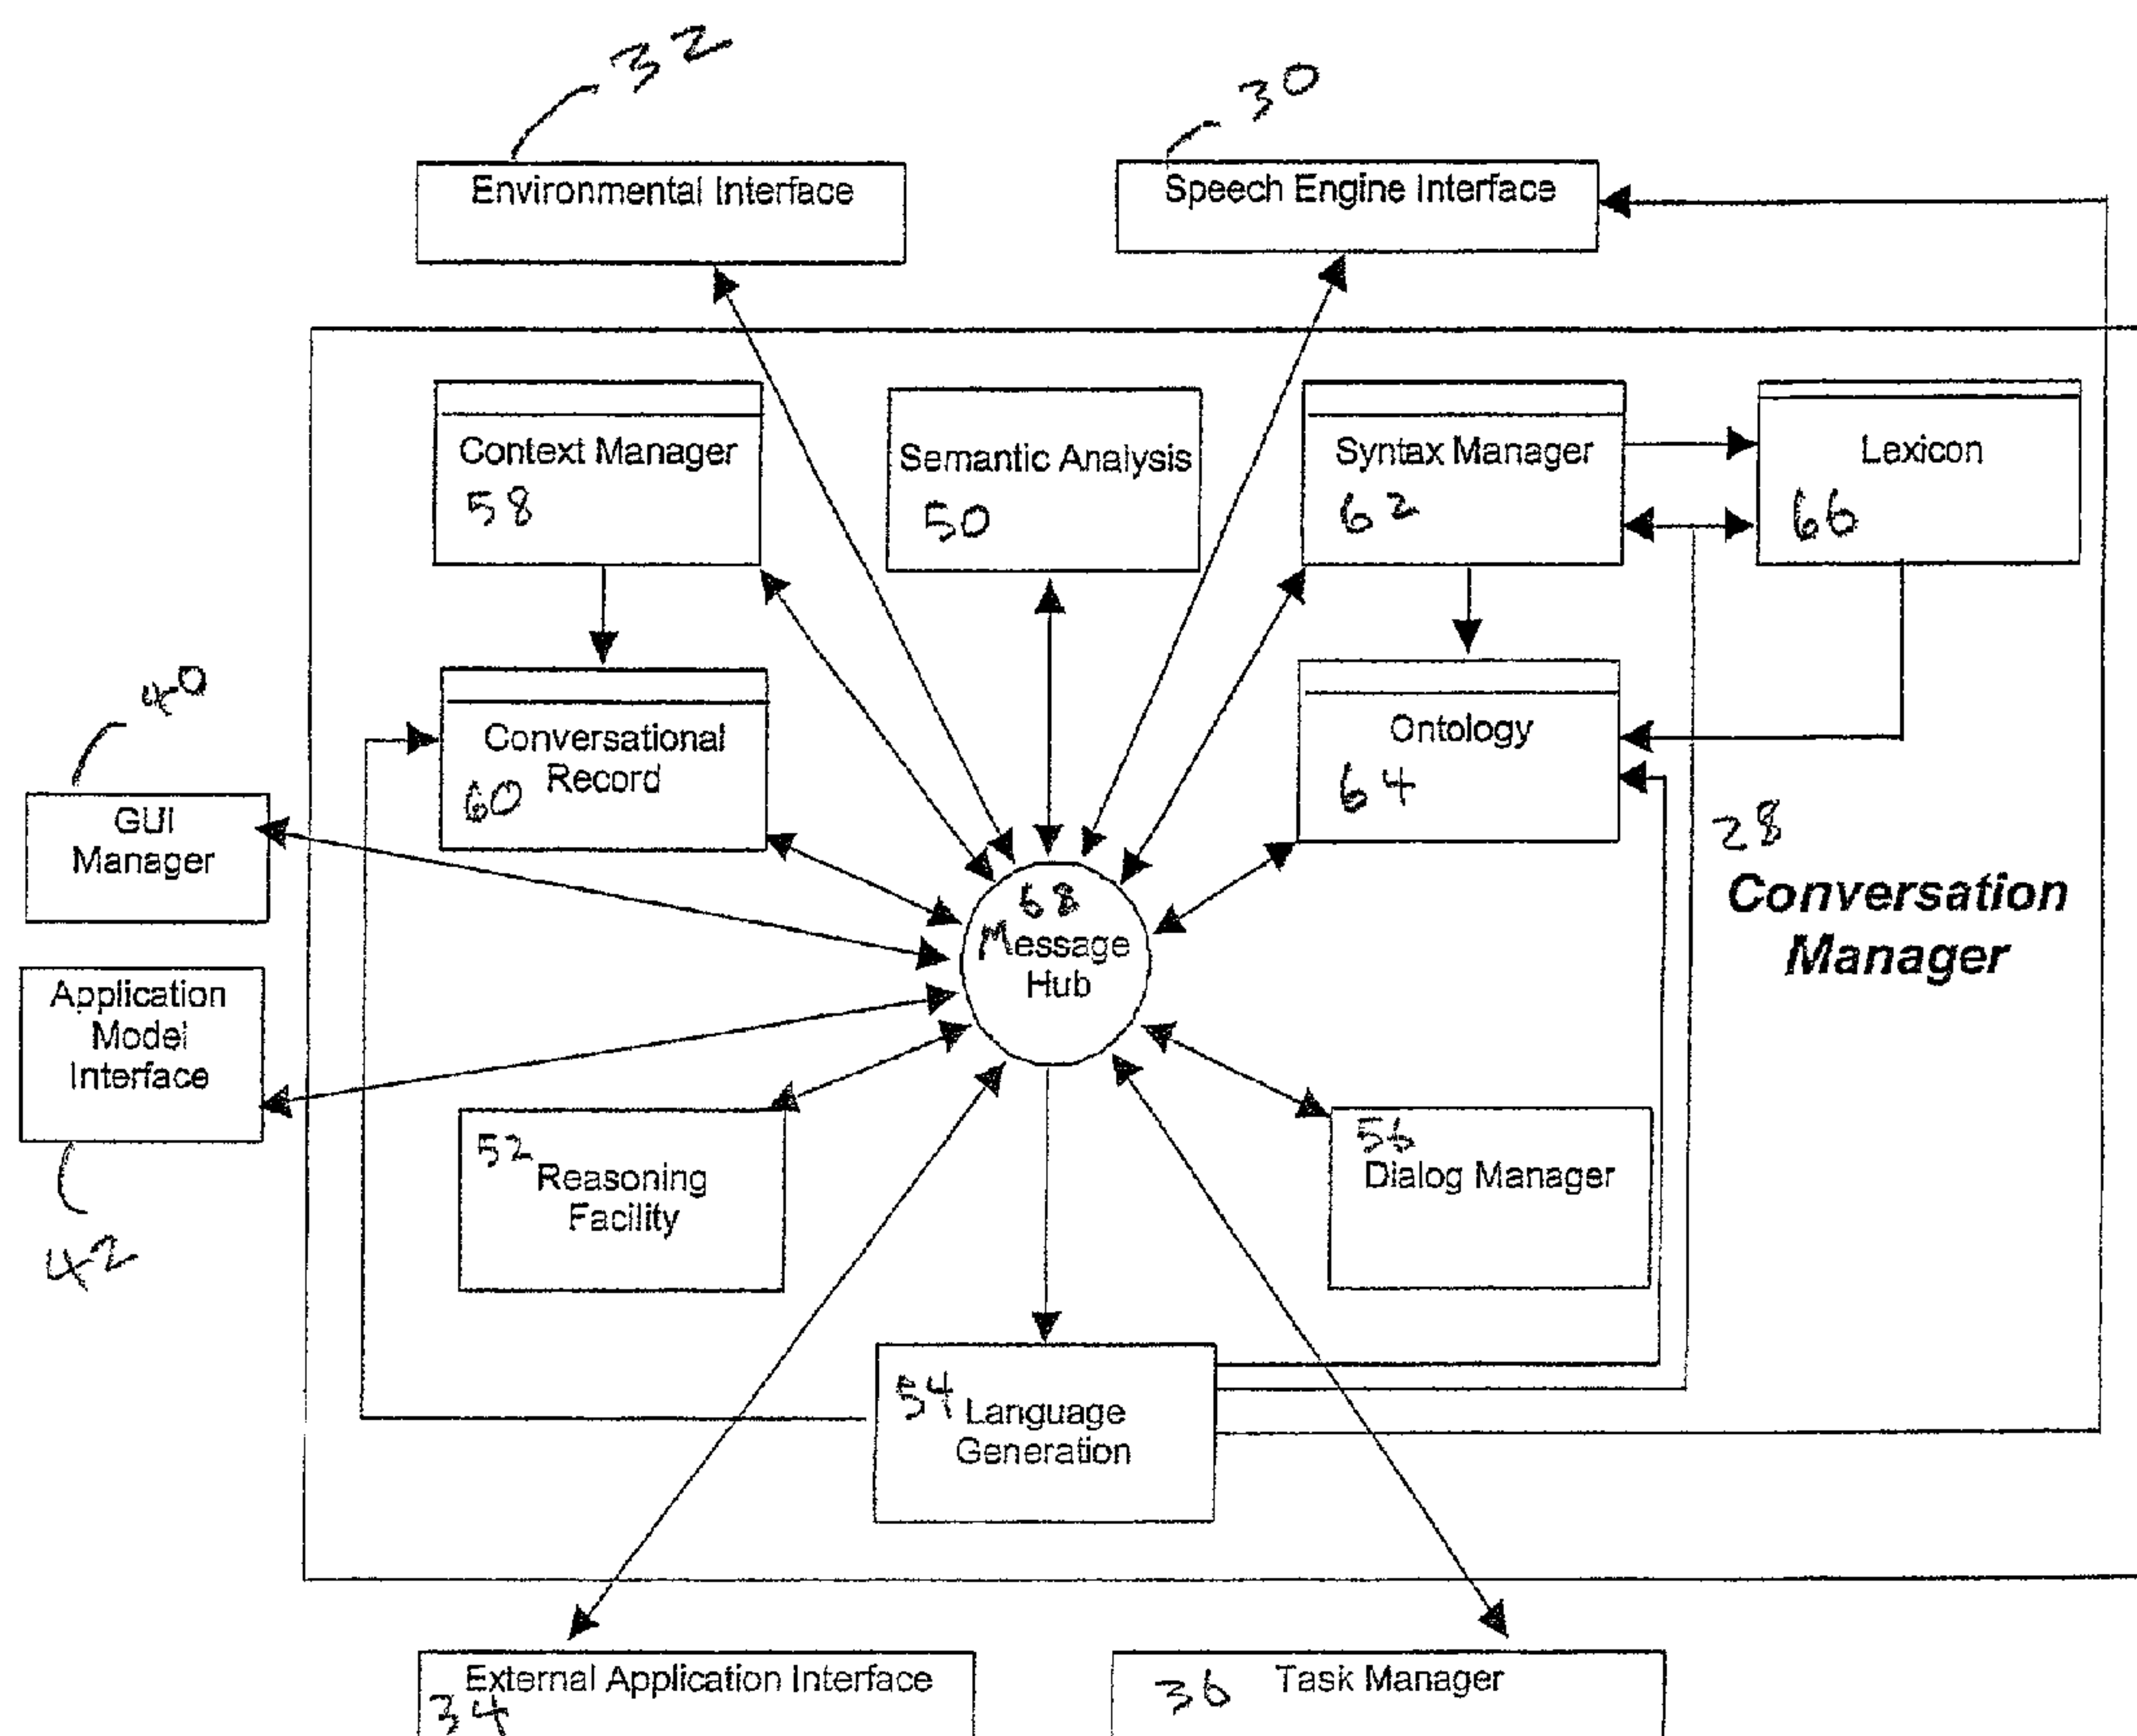 32
30
Environmental Interface
Speech Engine Interface
Context Manager
58
Semantic Analysis
50
Syntax Manager
62
Lexicon
66
40
GUI
Manager
Conversational
Record
60
Ontology
64
28
Conversation
Manager
68
Message
Hub
Application
Model
Interface
42
52
Reasoning
Facility
56
Dialog Manager
54
Language
Generation
External Application Interface
34
36
Task Manager